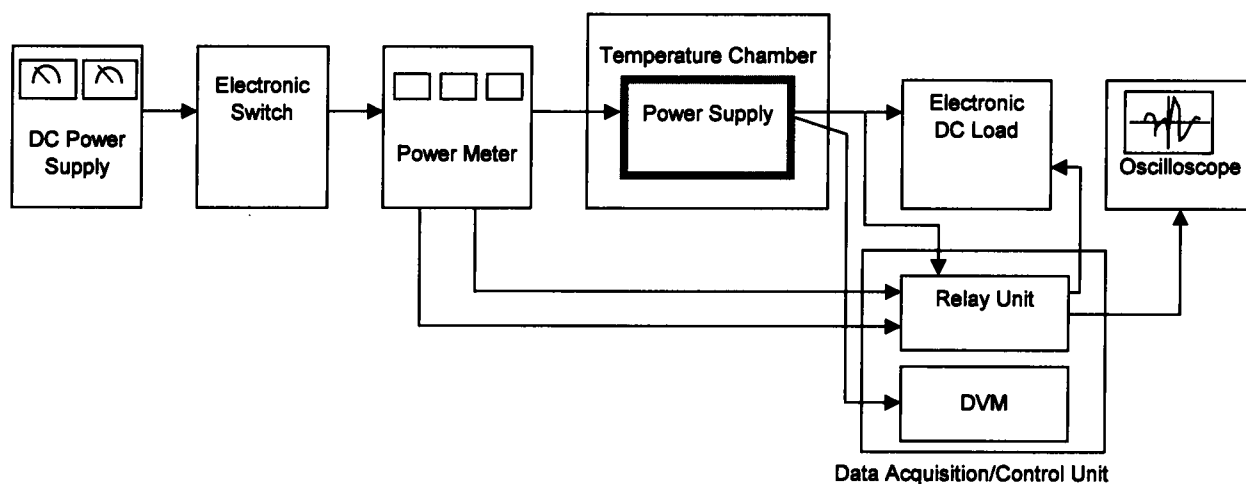 DC Power
Supply
Electronic
Switch
Power Meter
Temperature Chamber
Power Supply
Electronic
DC Load
Oscilloscope
Relay Unit
DVM
Data Acquisition/Control Unit